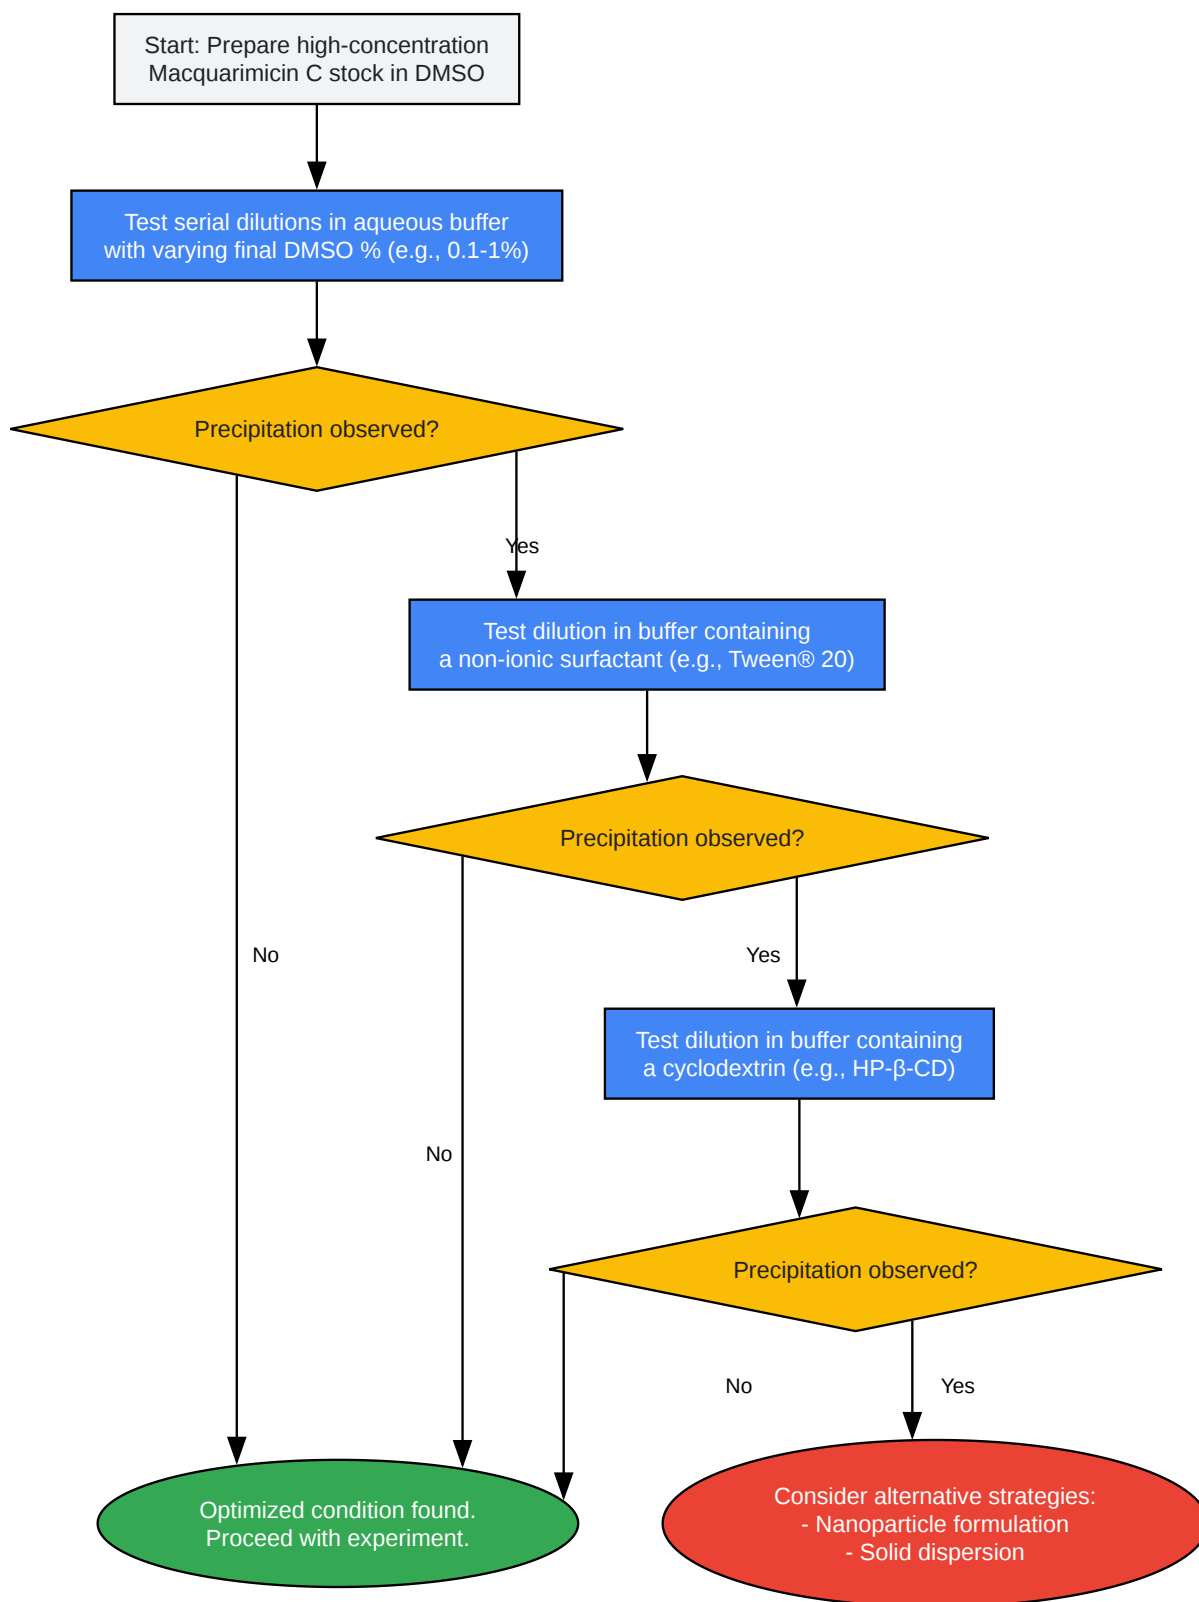 Start: Prepare high-concentration
Macquarimicin C stock in DMSO
Test serial dilutions in aqueous buffer
with varying final DMSO % (e.g., 0.1-1%)
Precipitation observed?
Yes
Test dilution in buffer containing
a non-ionic surfactant (e.g., Tween® 20)
Precipitation observed?
No
Yes
Test dilution in buffer containing
a cyclodextrin (e.g., HP-β-CD)
No
Precipitation observed?
No
Yes
Optimized condition found.
Proceed with experiment.
Consider alternative strategies:
- Nanoparticle formulation
- Solid dispersion